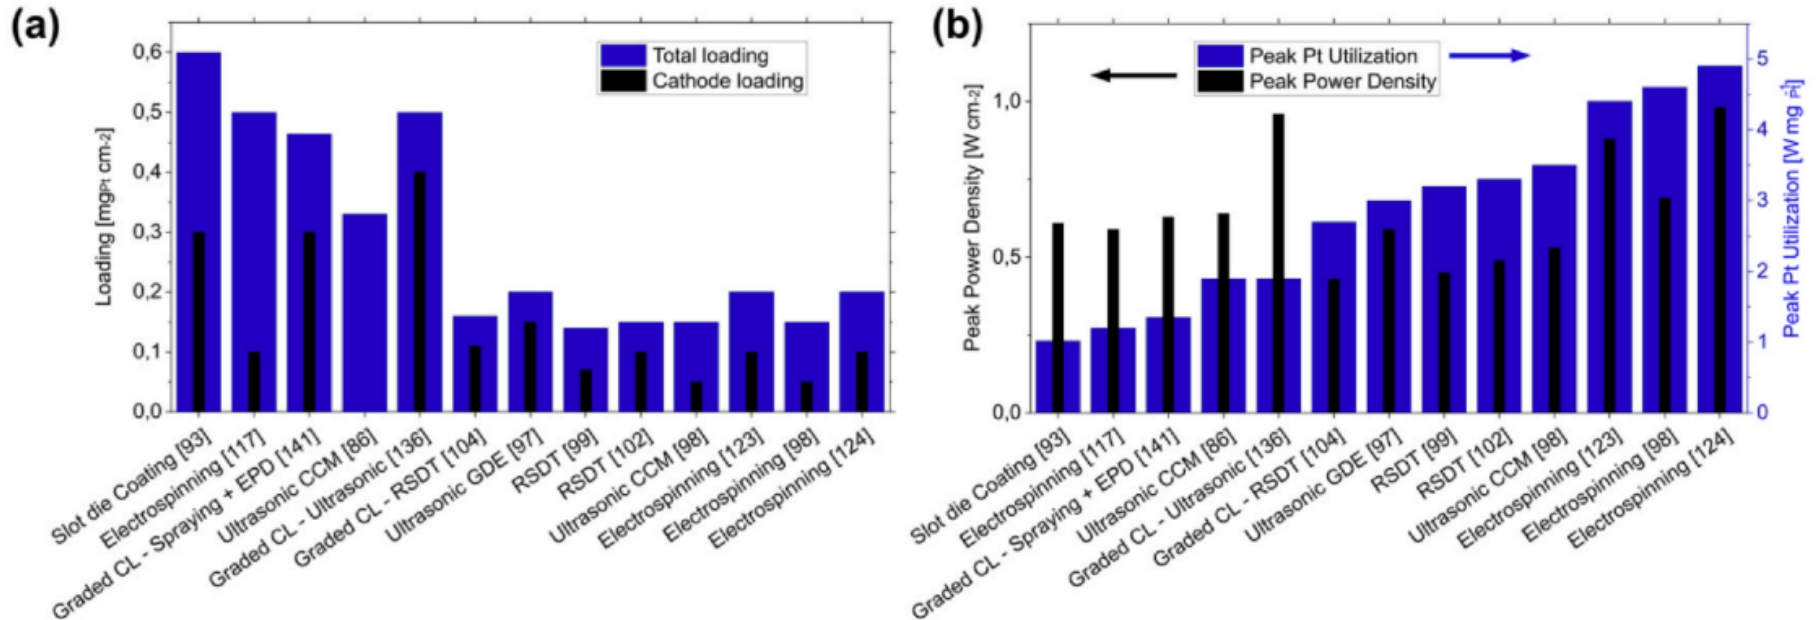 (a)
Total loading
Cathode loading
Loading [mgPt cm-2]
0,6
0,5
0,4
0,3
0,2
0,1
0,0
Slot die Coating [93]
Electrospinning [117]
Graded CL - Spraying + EPD [141]
Ultrasonic CCM [86]
Graded CL - Ultrasonic [136]
Graded CL - RSDT [104]
Ultrasonic GDE [97]
RSDT [99]
RSDT [102]
Ultrasonic CCM [98]
Electrospinning [123]
Electrospinning [98]
Electrospinning [124]
(b)
Peak Pt Utilization
Peak Power Density
Peak Power Density [W cm-2]
1,0
0,5
0,0
Peak Pt Utilization [W mg Pt]
5
4
3
2
1
0
Slot die Coating [93]
Electrospinning [117]
Graded CL - Spraying + EPD [141]
Ultrasonic CCM [86]
Graded CL - Ultrasonic [136]
Graded CL - RSDT [104]
Ultrasonic GDE [97]
RSDT [99]
RSDT [102]
Ultrasonic CCM [98]
Electrospinning [123]
Electrospinning [98]
Electrospinning [124]